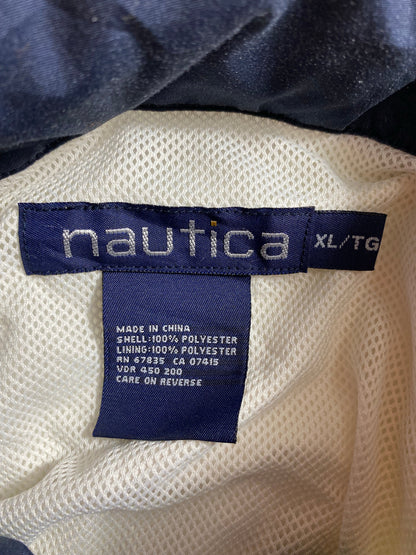 nautica
XL/TG
MADE IN CHINA
SHELL:100% POLYESTER
LINING:100% POLYESTER
RN 67835 CA 07415
VDR 450 200
CARE ON REVERSE